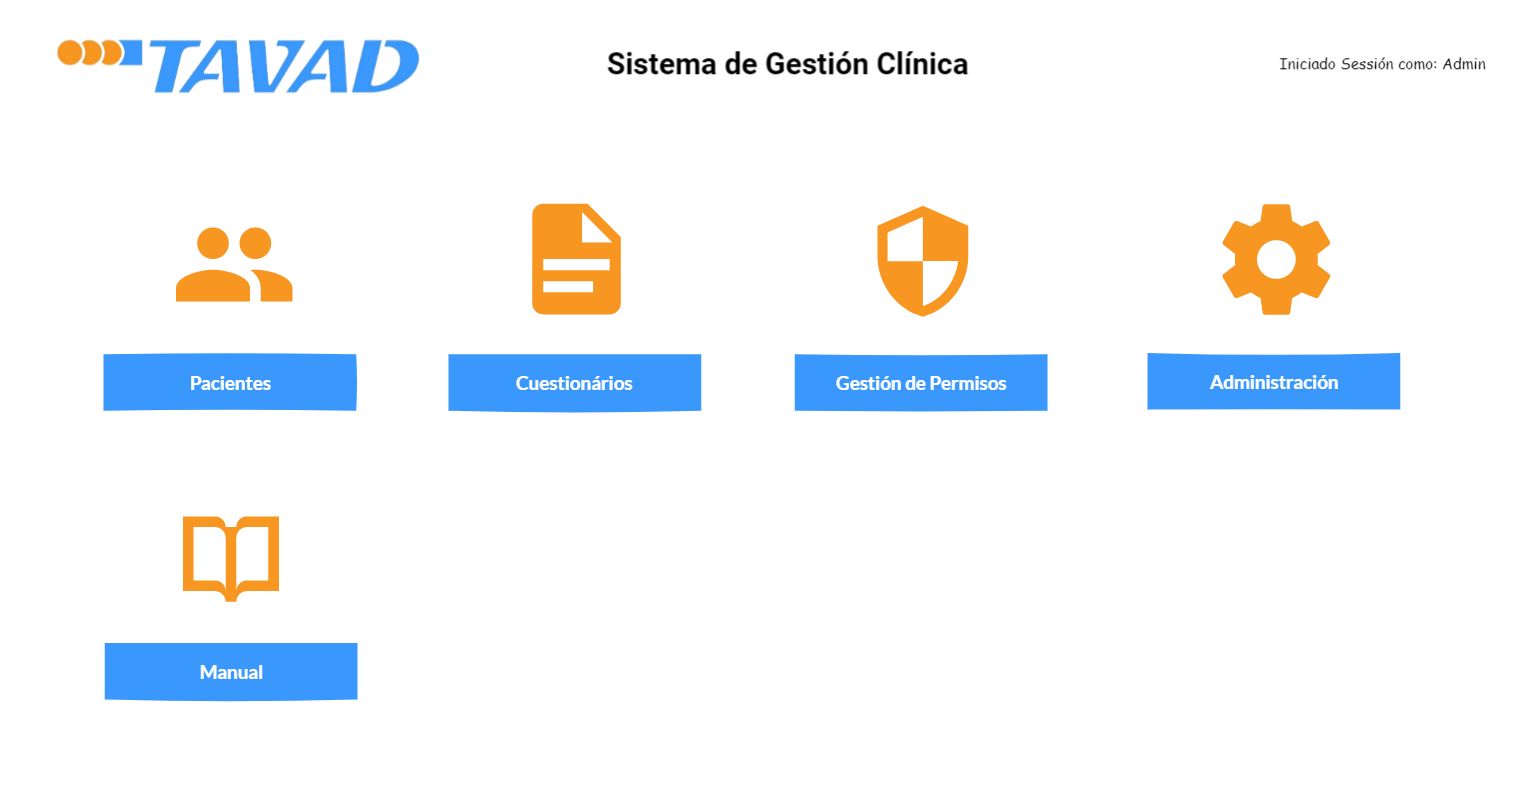 TAVAD
Sistema de Gestión Clínica
Iniciado Sessión como: Admin
Pacientes
Cuestionários
Gestión de Permisos
Administración
Manual